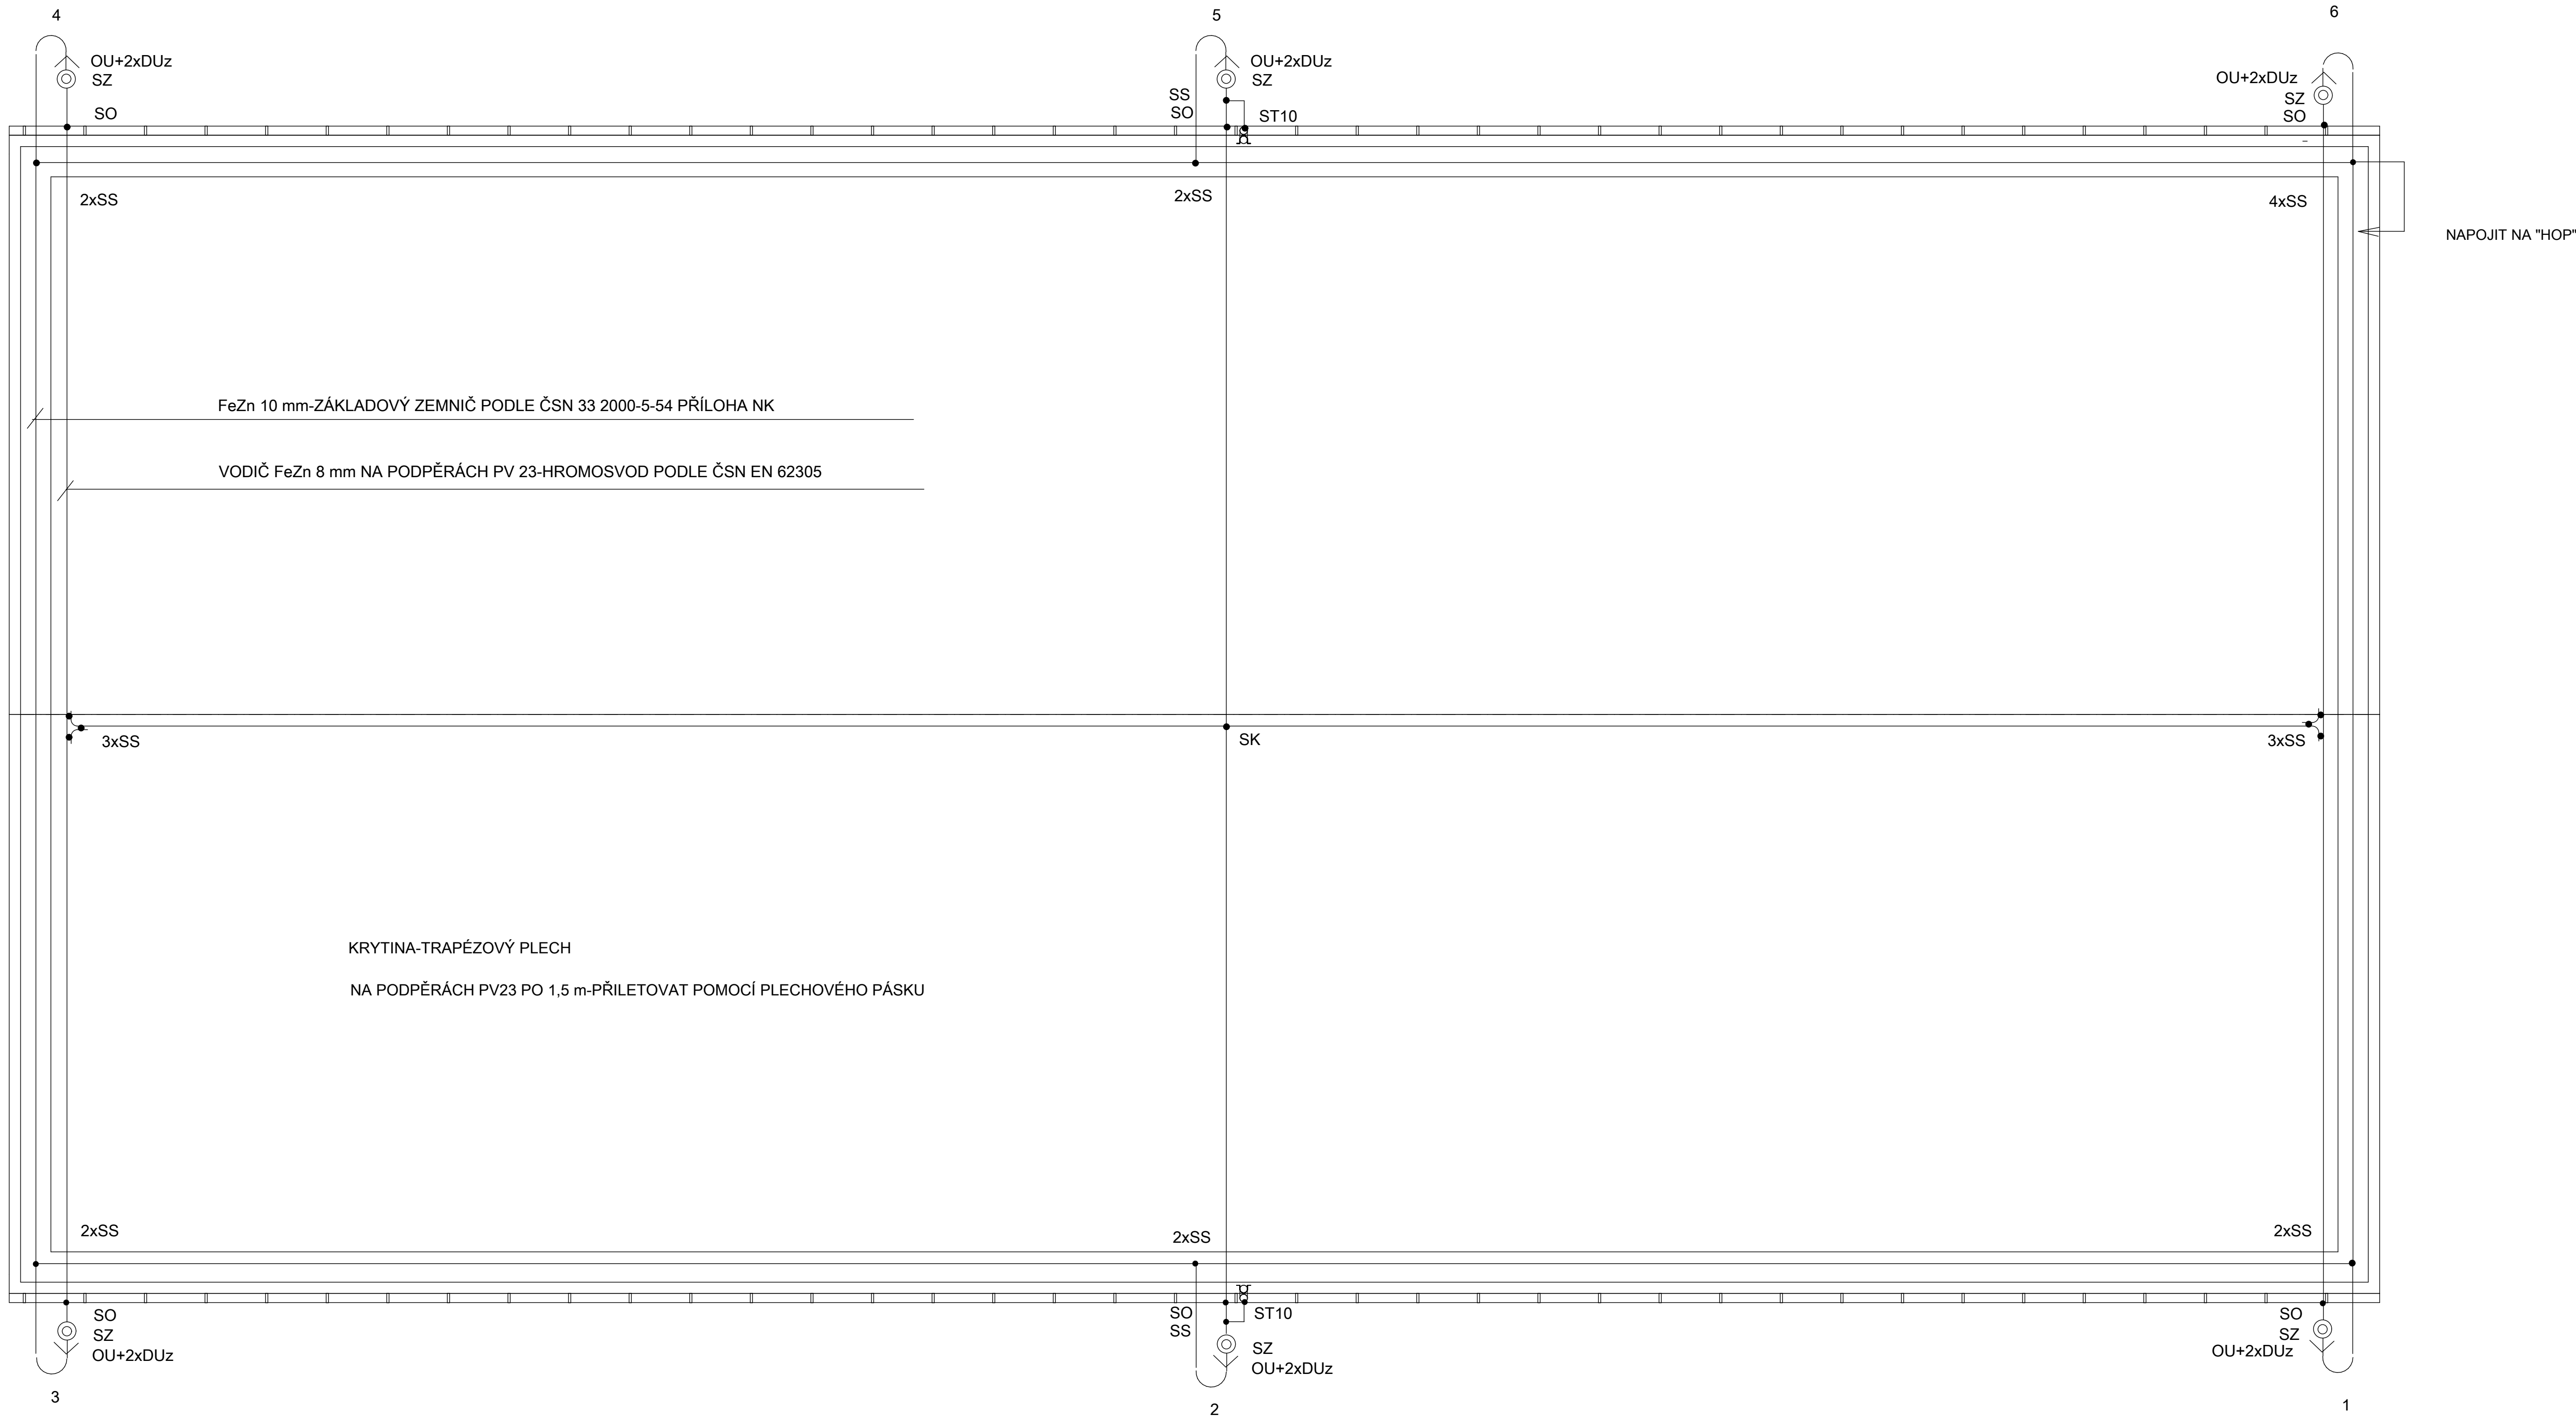 4
5
6
OU+2xDUz
SZ
SO
OU+2xDUz
SZ
SS
SO
ST10
OU+2xDUz
SZ
SO
2xSS
2xSS
4xSS
NAPOJIT NA "HOP"
FeZn 10 mm-ZÁKLADOVÝ ZEMNIČ PODLE ČSN 33 2000-5-54 PŘÍLOHA NK
VODIČ FeZn 8 mm NA PODPĚRÁCH PV 23-HROMOSVOD PODLE ČSN EN 62305
3xSS
SK
3xSS
KRYTINA-TRAPÉZOVÝ PLECH
NA PODPĚRÁCH PV23 PO 1,5 m-PŘILETOVAT POMOCÍ PLECHOVÉHO PÁSKU
2xSS
2xSS
2xSS
SO
SZ
OU+2xDUz
SO
SS
ST10
SZ
OU+2xDUz
SO
SZ
OU+2xDUz
3
2
1